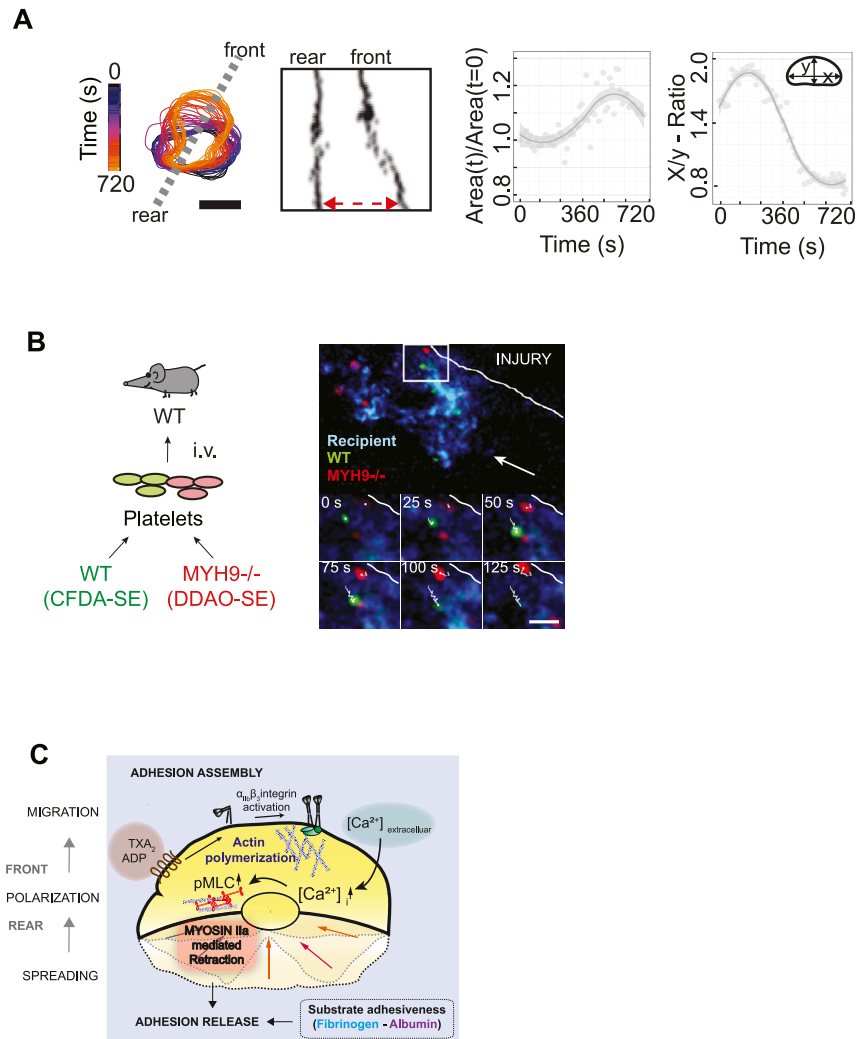 A
Time (s)
0
720
front
rear
rear front
Area(t)/Area(t=0)
1.2
1.0
0.8
0 360 720
Time (s)
X/y - Ratio
2.0
1.4
0.8
0 360 720
Time (s)
y
x
B
WT
i.v.
Platelets
WT MYH9-/-
(CFDA-SE) (DDAO-SE)
INJURY
Recipient
WT
MYH9-/-
0 s 25 s 50 s
75 s 100 s 125 s
C
MIGRATION
FRONT
POLARIZATION
REAR
SPREADING
ADHESION ASSEMBLY
αIIbβ3integrin
activation
TXA2
ADP
Actin
polymerization
[Ca²⁺] extracelluar
pMLC
[Ca²⁺] i
MYOSIN IIa
mediated
Retraction
ADHESION RELEASE
Substrate adhesiveness
(Fibrinogen - Albumin)